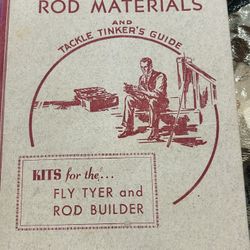 ROD MATERIALS
AND
TACKLE TINKER'S GUIDE
KITS for the...
FLY TYER and
ROD BUILDER